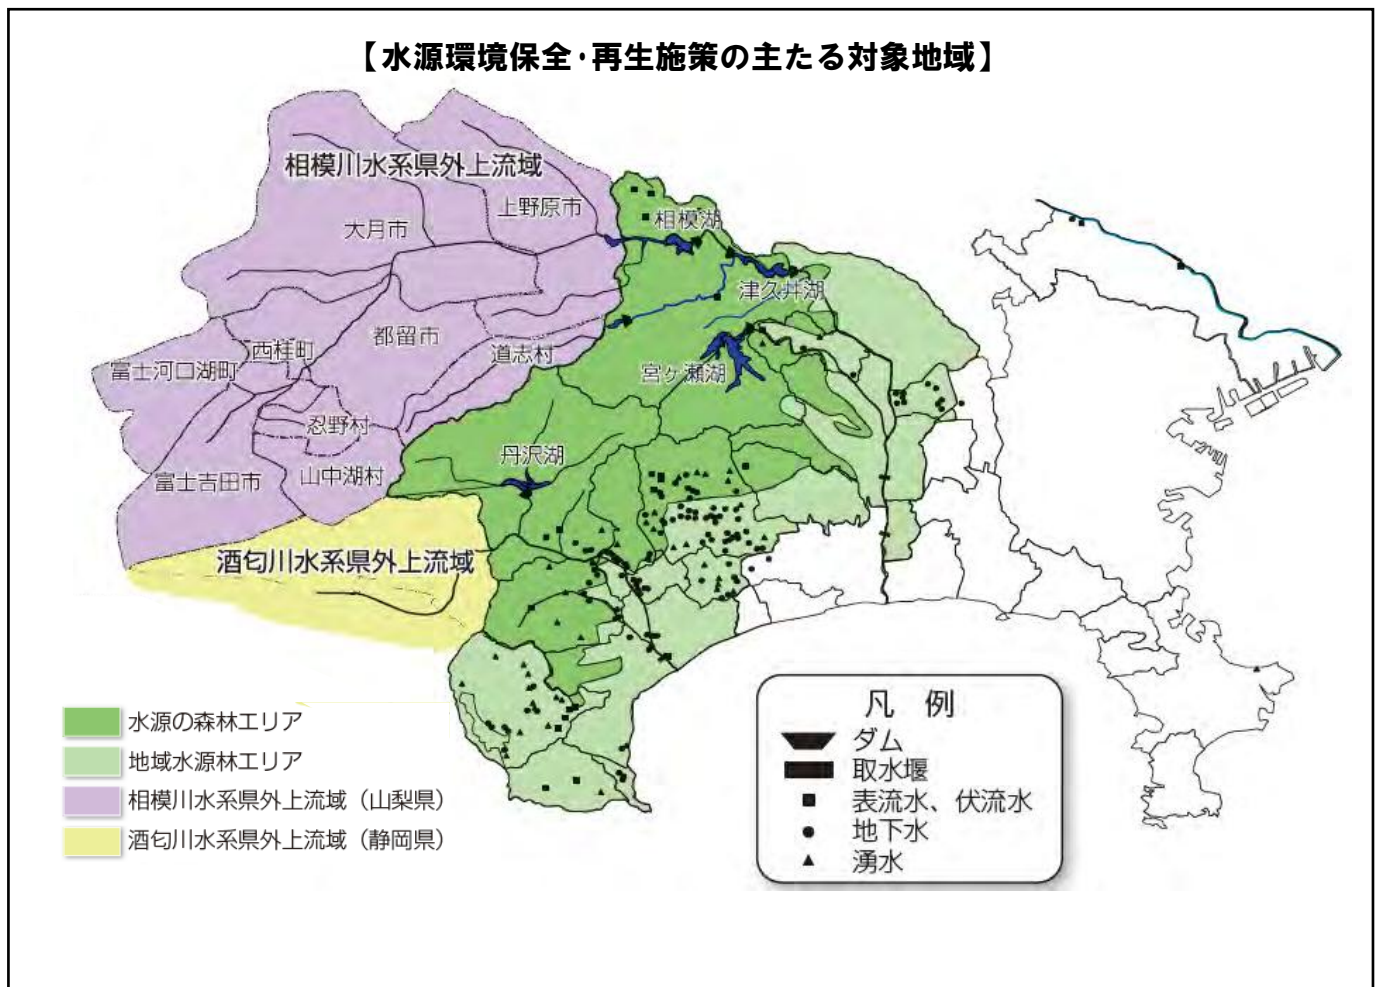 【水源環境保全・再生施策の主たる対象地域】
相模川水系県外上流域
上野原市
大月市
相模湖
津久井湖
都留市
西桂町
道志村
富士河口湖町
宮ヶ瀬湖
忍野村
丹沢湖
山中湖村
富士吉田市
酒匂川水系県外上流域
水源の森林エリア
地域水源林エリア
相模川水系県外上流域（山梨県）
酒匂川水系県外上流域（静岡県）
凡 例
ダム
取水堰
表流水、伏流水
地下水
湧水